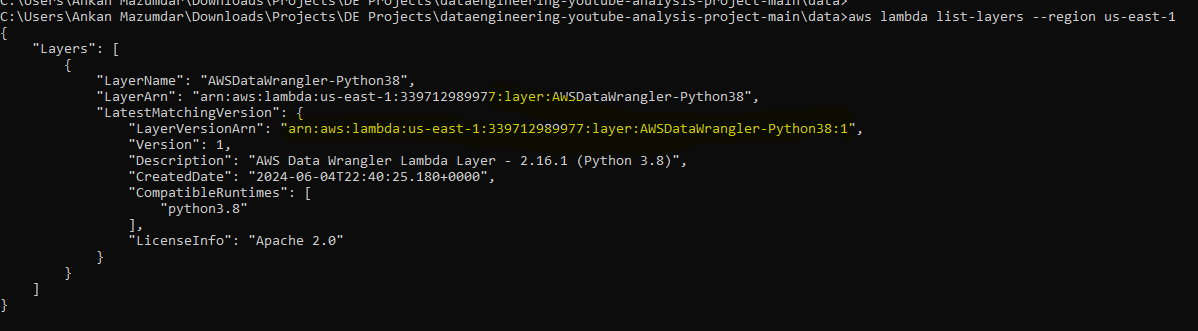 C:\Users\Ankan Mazumdar\Downloads\Projects\DE Projects\dataengineering-youtube-analysis-project-main\data>
C:\Users\Ankan Mazumdar\Downloads\Projects\DE Projects\dataengineering-youtube-analysis-project-main\data>aws lambda list-layers --region us-east-1
{
    "Layers": [
        {
            "LayerName": "AWSDataWrangler-Python38",
            "LayerArn": "arn:aws:lambda:us-east-1:339712989977:layer:AWSDataWrangler-Python38",
            "LatestMatchingVersion": {
                "LayerVersionArn": "arn:aws:lambda:us-east-1:339712989977:layer:AWSDataWrangler-Python38:1",
                "Version": 1,
                "Description": "AWS Data Wrangler Lambda Layer - 2.16.1 (Python 3.8)",
                "CreatedDate": "2024-06-04T22:40:25.180+0000",
                "CompatibleRuntimes": [
                    "python3.8"
                ],
                "LicenseInfo": "Apache 2.0"
            }
        }
    ]
}